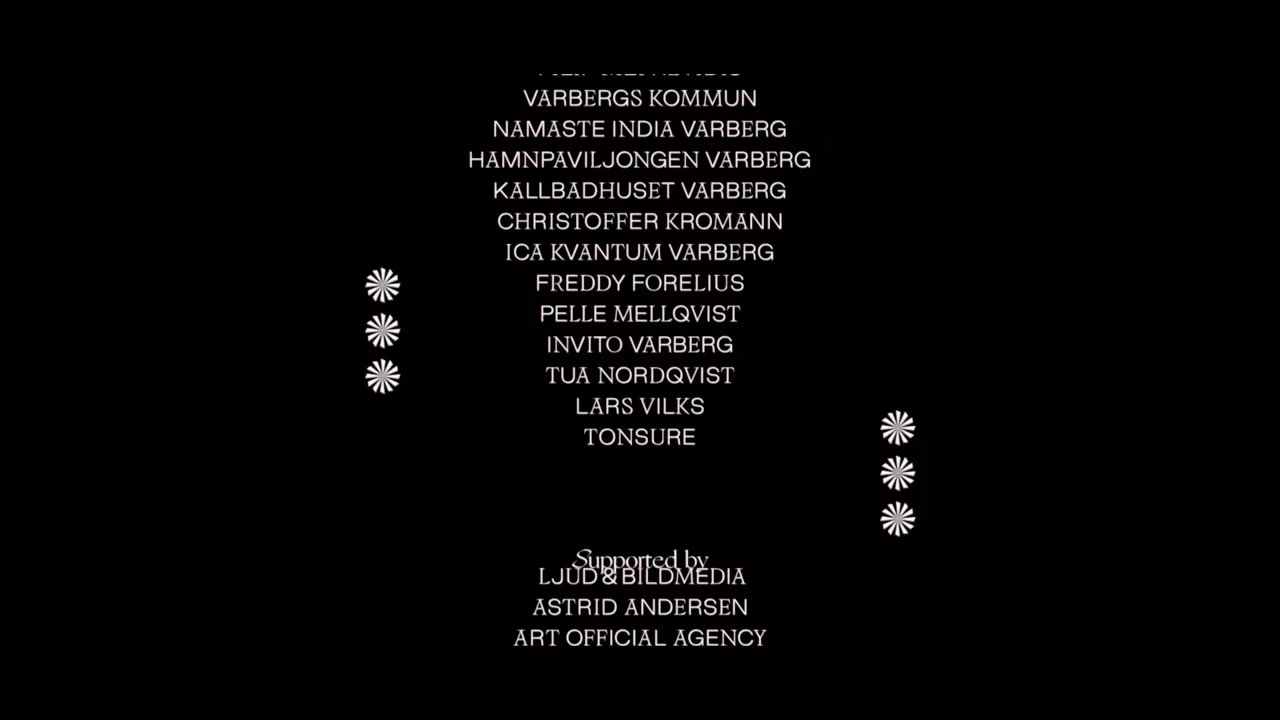 VARBERGS KOMMUN
NAMASTE INDIA VARBERG
HAMNPAVILJONGEN VARBERG
KALLBADHUSET VARBERG
CHRISTOFFER KROMANN
ICA KVANTUM VARBERG
FREDDY FORELIUS
PELLE MELLQVIST
INVITO VARBERG
TUA NORDQVIST
LARS VILKS
TONSURE
Supported by
LJUD & BILDMEDIA
ASTRID ANDERSEN
ART OFFICIAL AGENCY